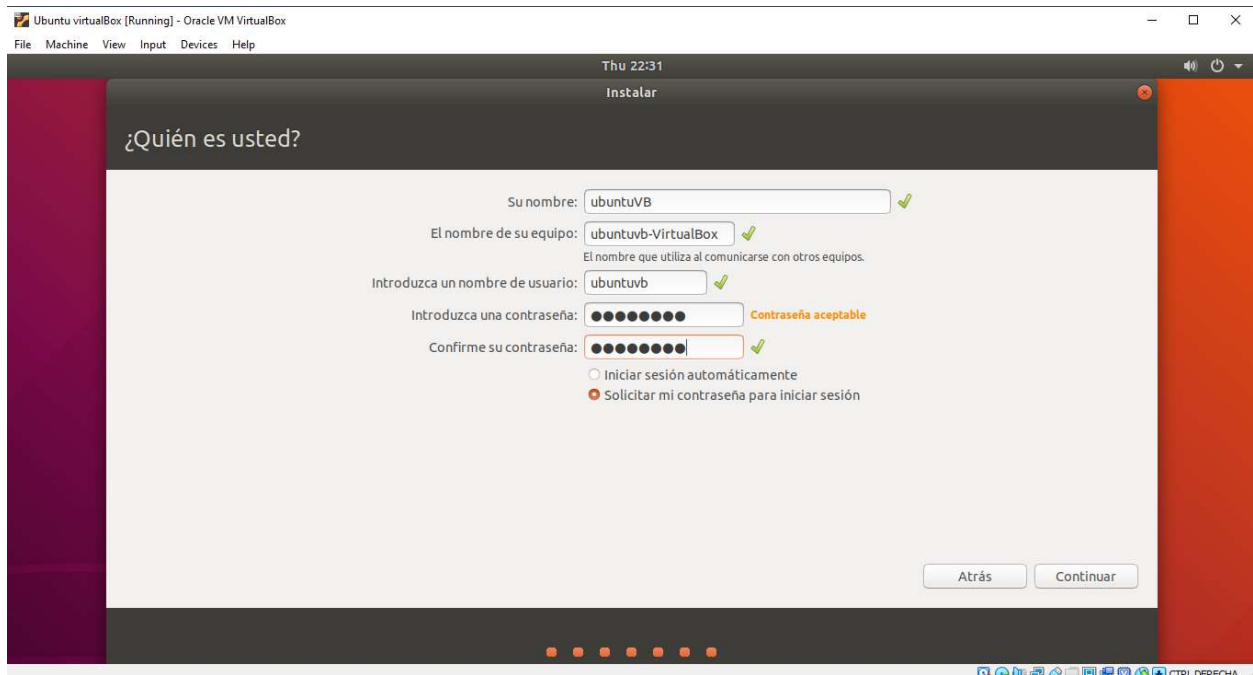 Ubuntu virtualBox [Running] - Oracle VM VirtualBox
File Machine View Input Devices Help
Thu 22:31
Instalar
¿Quién es usted?
Su nombre: ubuntuVB
El nombre de su equipo: ubuntuvb-VirtualBox
El nombre que utiliza al comunicarse con otros equipos.
Introduzca un nombre de usuario: ubuntuvb
Introduzca una contraseña: ●●●●●●●● Contraseña aceptable
Confirme su contraseña: ●●●●●●●●
Iniciar sesión automáticamente
Solicitar mi contraseña para iniciar sesión
Atrás Continuar
CTRL DERECHA